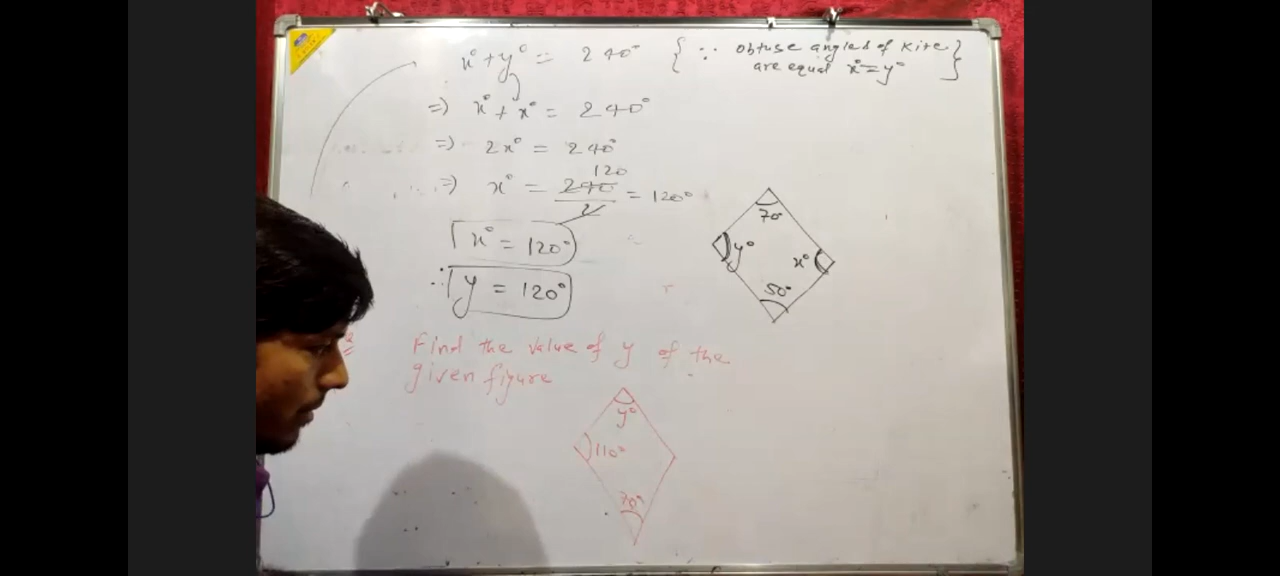 x° + y° = 240° { ∵ obtuse angles of Kite
are equal x° = y° }
⇒ x° + x° = 240°
⇒ 2x° = 240°
⇒ x° = 240/2 120 = 120°
x° = 120°
∴ y = 120°
70°
y°
x°
50°
Find the value of y of the
given figure
y°
110°
70°